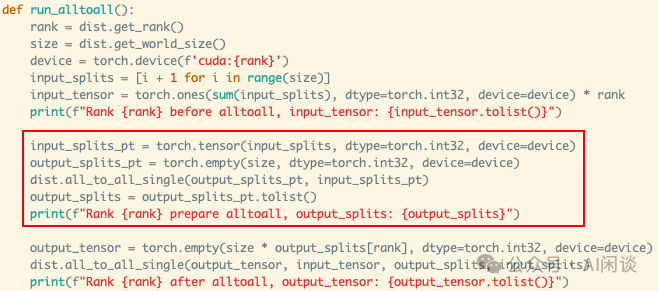 def run_alltoall():
    rank = dist.get_rank()
    size = dist.get_world_size()
    device = torch.device(f'cuda:{rank}')
    input_splits = [i + 1 for i in range(size)]
    input_tensor = torch.ones(sum(input_splits), dtype=torch.int32, device=device) * rank
    print(f"Rank {rank} before alltoall, input_tensor: {input_tensor.tolist()}")
    input_splits_pt = torch.tensor(input_splits, dtype=torch.int32, device=device)
    output_splits_pt = torch.empty(size, dtype=torch.int32, device=device)
    dist.all_to_all_single(output_splits_pt, input_splits_pt)
    output_splits = output_splits_pt.tolist()
    print(f"Rank {rank} prepare alltoall, output_splits: {output_splits}")
    output_tensor = torch.empty(size * output_splits[rank], dtype=torch.int32, device=device)
    dist.all_to_all_single(output_tensor, input_tensor, output_splits, input_splits)
    print(f"Rank {rank} after alltoall, output_tensor: {output_tensor.tolist()}")
公众号 · AI闲谈